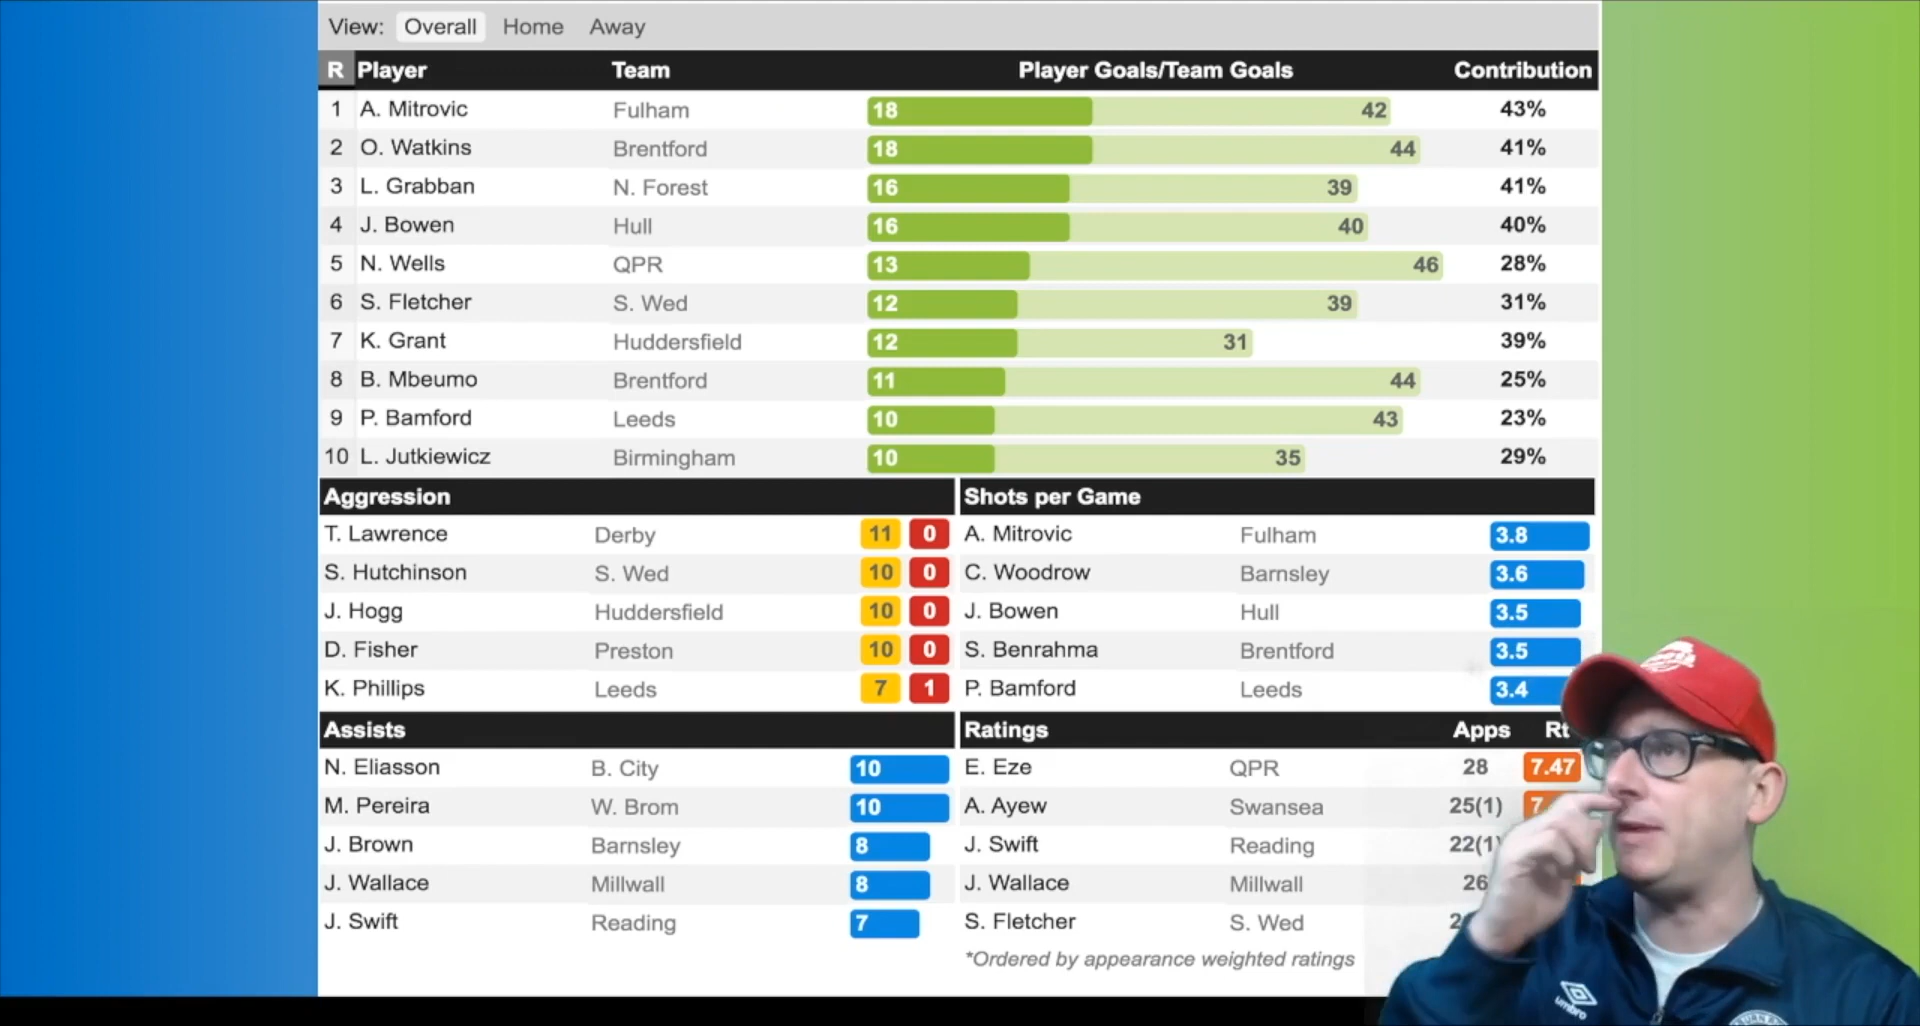 View: Overall Home Away
R Player Team Player Goals/Team Goals Contribution
1 A. Mitrovic Fulham 18 42 43%
2 O. Watkins Brentford 18 44 41%
3 L. Grabban N. Forest 16 39 41%
4 J. Bowen Hull 16 40 40%
5 N. Wells QPR 13 46 28%
6 S. Fletcher S. Wed 12 39 31%
7 K. Grant Huddersfield 12 31 39%
8 B. Mbeumo Brentford 11 44 25%
9 P. Bamford Leeds 10 43 23%
10 L. Jutkiewicz Birmingham 10 35 29%
Aggression
T. Lawrence Derby 11 0
S. Hutchinson S. Wed 10 0
J. Hogg Huddersfield 10 0
D. Fisher Preston 10 0
K. Phillips Leeds 7 1
Shots per Game
A. Mitrovic Fulham 3.8
C. Woodrow Barnsley 3.6
J. Bowen Hull 3.5
S. Benrahma Brentford 3.5
P. Bamford Leeds 3.4
Assists
N. Eliasson B. City 10
M. Pereira W. Brom 10
J. Brown Barnsley 8
J. Wallace Millwall 8
J. Swift Reading 7
Ratings Apps Rt
E. Eze QPR 28 7.47
A. Ayew Swansea 25(1)
J. Swift Reading 22(1)
J. Wallace Millwall 26
S. Fletcher S. Wed
*Ordered by appearance weighted ratings
umbro